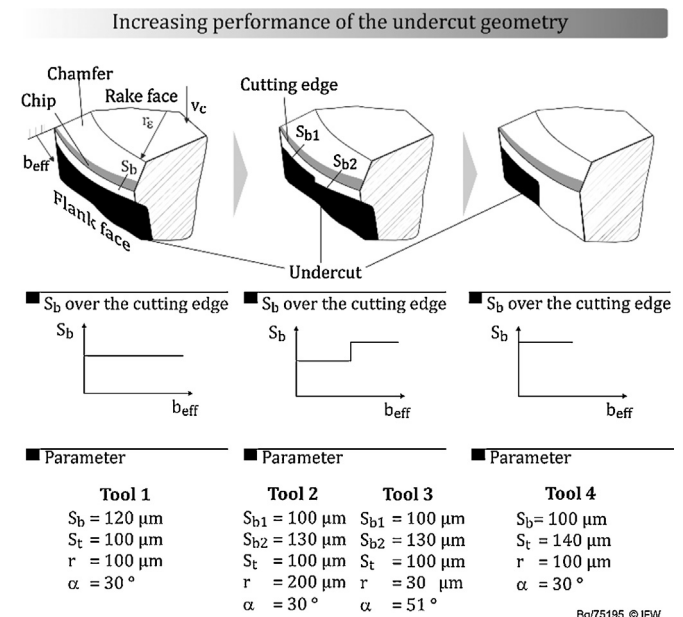 Increasing performance of the undercut geometry
Chamfer
Chip
Rake face
vc
rε
beff
Sb
Flank face
Cutting edge
Sb1
Sb2
Undercut
Sb over the cutting edge
Sb
beff
Sb over the cutting edge
Sb
beff
Sb over the cutting edge
Sb
beff
Parameter
Tool 1
Sb = 120 µm
St = 100 µm
r = 100 µm
α = 30 °
Parameter
Tool 2
Sb1 = 100 µm
Sb2 = 130 µm
St = 100 µm
r = 200 µm
α = 30 °
Tool 3
Sb1 = 100 µm
Sb2 = 130 µm
St = 100 µm
r = 30 µm
α = 51 °
Parameter
Tool 4
Sb= 100 µm
St = 140 µm
r = 100 µm
α = 30 °
Bg/75195 © IFW